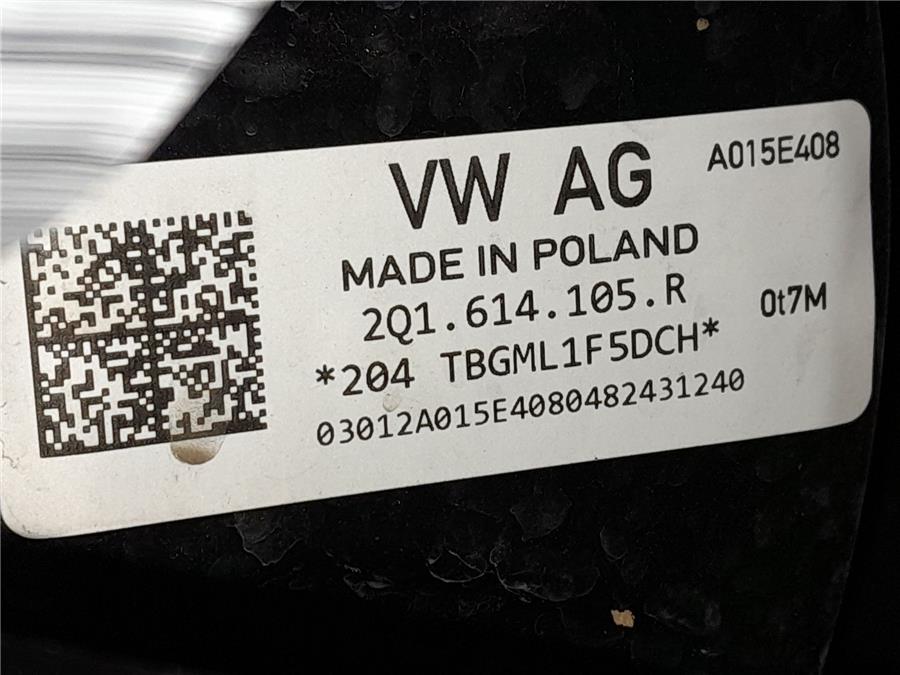 VW AG
A015E408
MADE IN POLAND
2Q1.614.105.R
0t7M
*204 TBGML1F5DCH*
03012A015E4080482431240